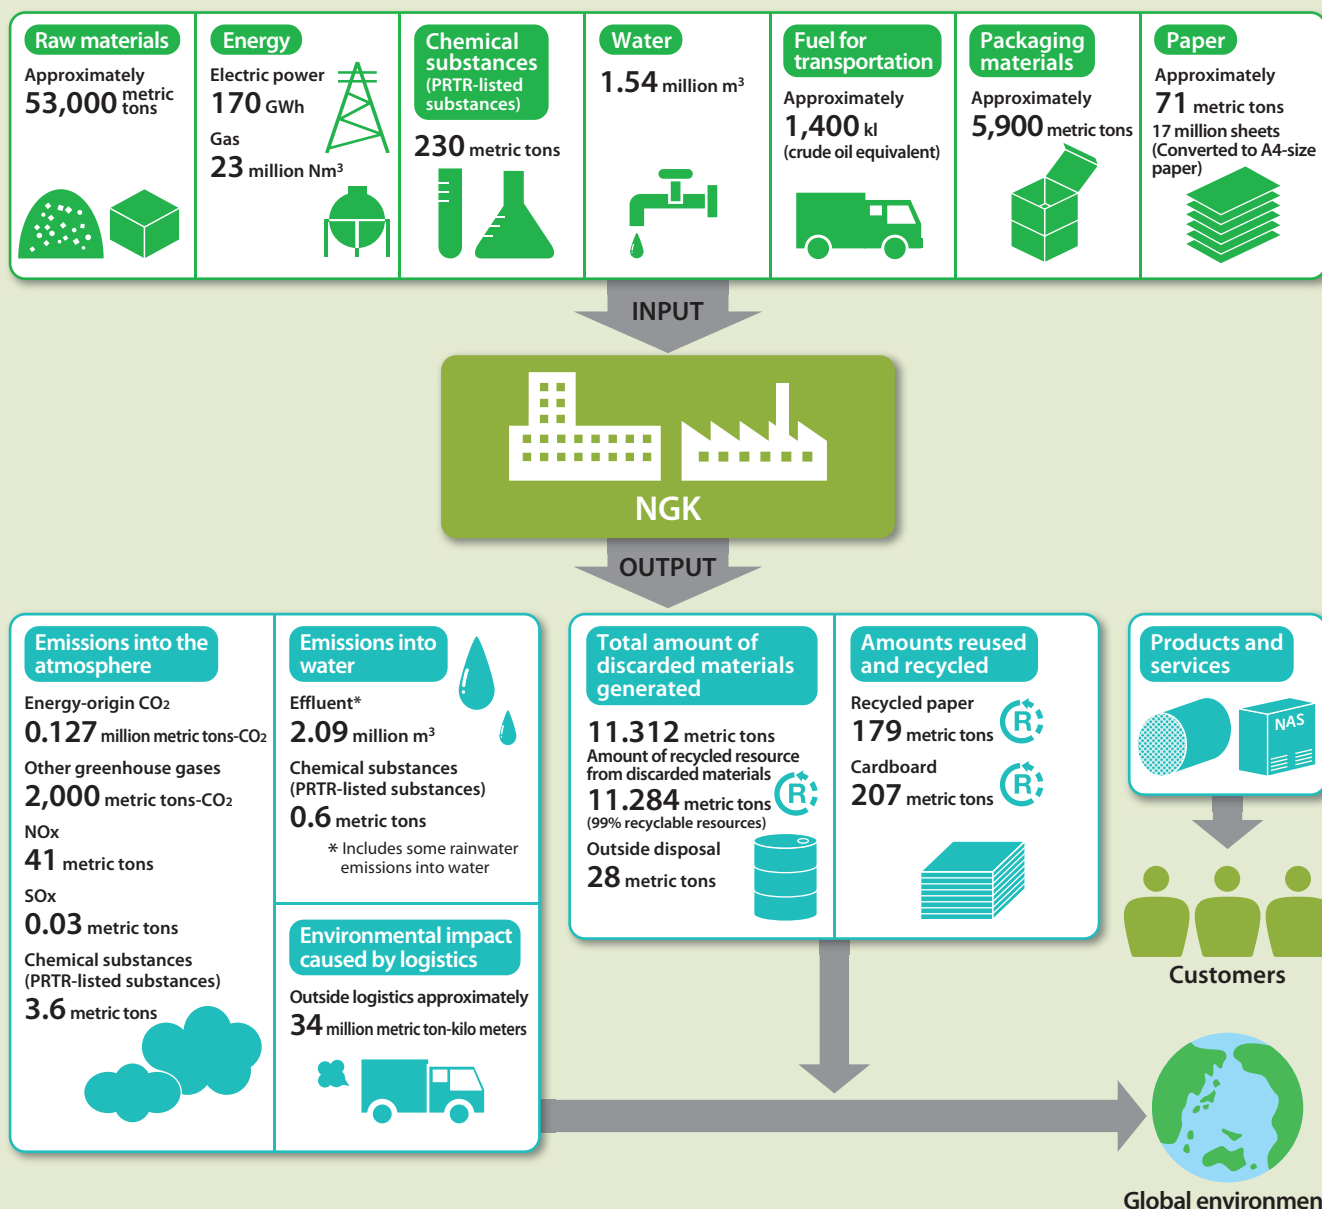 Raw materials
Approximately
53,000 metric tons
Energy
Electric power
170 GWh
Gas
23 million Nm³
Chemical
substances
(PRTR-listed
substances)
230 metric tons
Water
1.54 million m³
Fuel for
transportation
Approximately
1,400 kl
(crude oil equivalent)
Packaging
materials
Approximately
5,900 metric tons
Paper
Approximately
71 metric tons
17 million sheets
(Converted to A4-size
paper)
INPUT
NGK
OUTPUT
Emissions into the
atmosphere
Energy-origin CO₂
0.127 million metric tons-CO₂
Other greenhouse gases
2,000 metric tons-CO₂
NOx
41 metric tons
SOx
0.03 metric tons
Chemical substances
(PRTR-listed substances)
3.6 metric tons
Emissions into
water
Effluent*
2.09 million m³
Chemical substances
(PRTR-listed substances)
0.6 metric tons
* Includes some rainwater
emissions into water
Environmental impact
caused by logistics
Outside logistics approximately
34 million metric ton-kilo meters
Total amount of
discarded materials
generated
11.312 metric tons
Amount of recycled resource
from discarded materials
11.284 metric tons
R
(99% recyclable resources)
Outside disposal
28 metric tons
Amounts reused
and recycled
Recycled paper
179 metric tons
R
Cardboard
207 metric tons
R
Products and
services
NAS
Customers
Global environmen